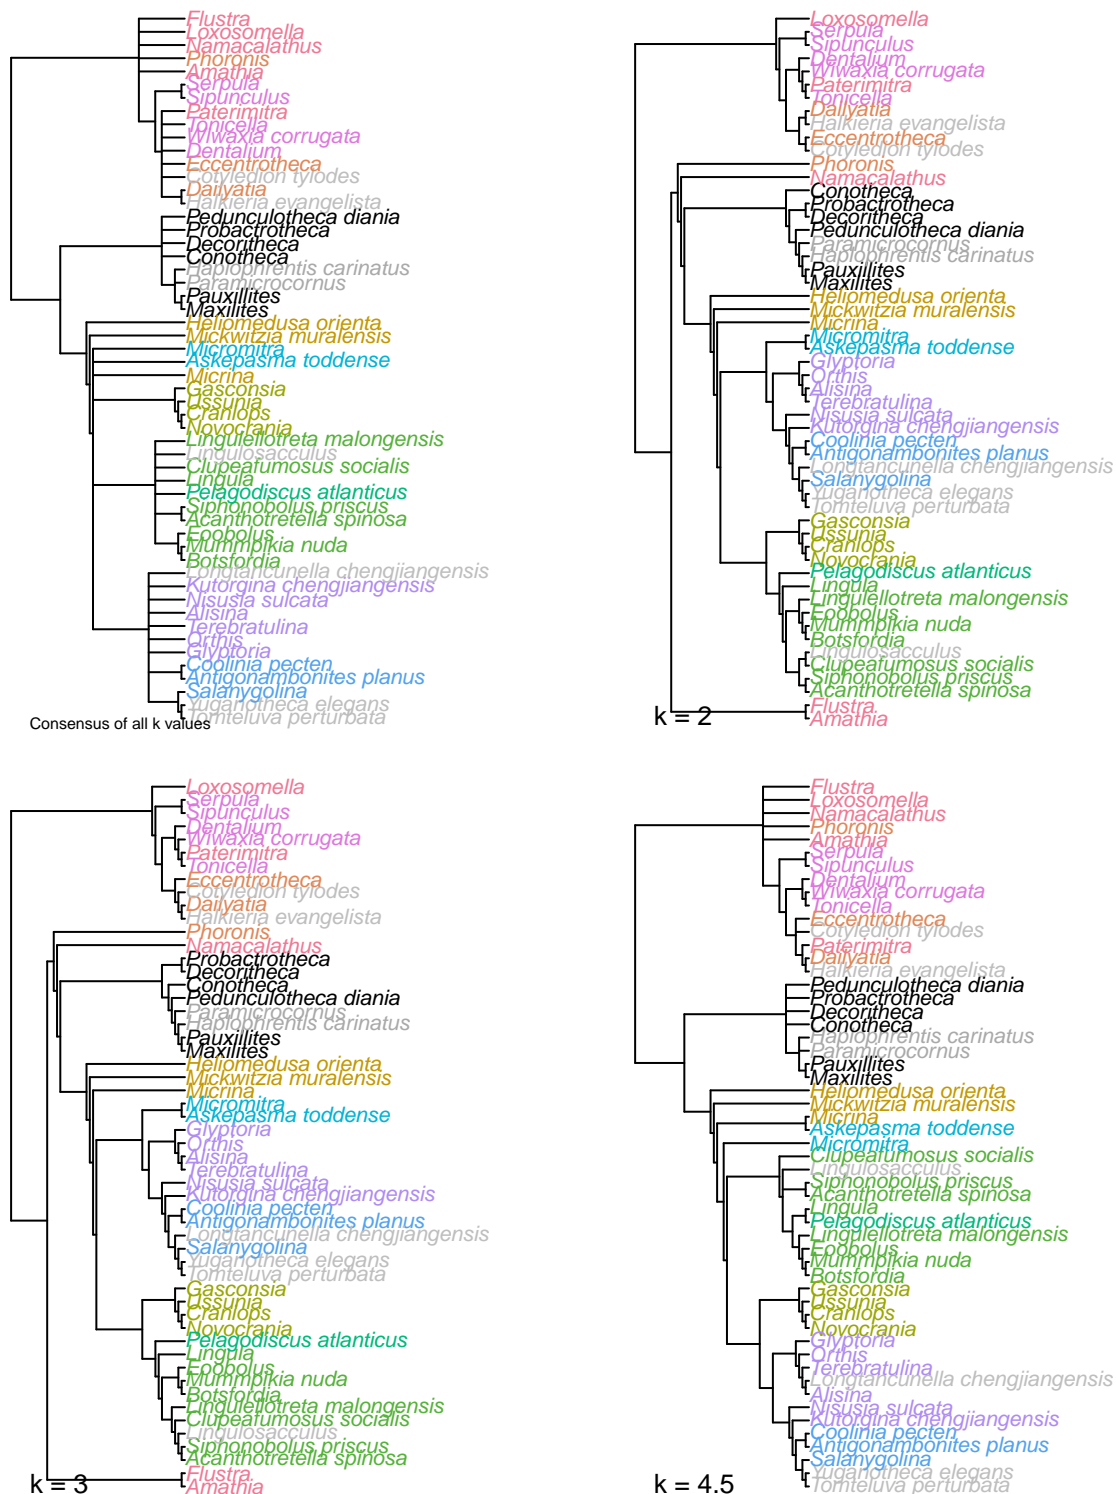 Flustra
Loxosomella
Namacalathus
Phoronis
Amathia
Serpula
Sipunculus
Paterimitra
Tonicella
Wiwaxia corrugata
Dentalium
Eccentrotheca
Cotyledion tylodes
Dailyatia
Halkieria evangelista
Pedunculotheca diania
Probactrotheca
Decoritheca
Conotheca
Haplophrentis carinatus
Paramicrocornus
Pauxillites
Maxilites
Heliomedusa orienta
Mickwitzia muralensis
Micromitra
Askepasma toddense
Micrina
Gasconsia
Ussunia
Craniops
Novocrania
Lingulellotreta malongensis
Lingulosacculus
Clupeafumosus socialis
Lingula
Pelagodiscus atlanticus
Siphonobolus priscus
Acanthotretella spinosa
Eoobolus
Mummpikia nuda
Botsfordia
Longtancunella chengjiangensis
Kutorgina chengjiangensis
Nisusia sulcata
Alisina
Terebratulina
Orthis
Glyptoria
Coolinia pecten
Antigonambonites planus
Salanygolina
Yuganotheca elegans
Tomteluva perturbata
Consensus of all k values
Loxosomella
Serpula
Sipunculus
Dentalium
Wiwaxia corrugata
Paterimitra
Tonicella
Dailyatia
Halkieria evangelista
Eccentrotheca
Cotyledion tylodes
Phoronis
Namacalathus
Conotheca
Probactrotheca
Decoritheca
Pedunculotheca diania
Paramicrocornus
Haplophrentis carinatus
Pauxillites
Maxilites
Heliomedusa orienta
Mickwitzia muralensis
Micrina
Micromitra
Askepasma toddense
Glyptoria
Orthis
Alisina
Terebratulina
Nisusia sulcata
Kutorgina chengjiangensis
Coolinia pecten
Antigonambonites planus
Longtancunella chengjiangensis
Salanygolina
Yuganotheca elegans
Tomteluva perturbata
Gasconsia
Ussunia
Craniops
Novocrania
Pelagodiscus atlanticus
Lingula
Lingulellotreta malongensis
Eoobolus
Mummpikia nuda
Botsfordia
Lingulosacculus
Clupeafumosus socialis
Siphonobolus priscus
Acanthotretella spinosa
Flustra
Amathia
k = 2
Loxosomella
Serpula
Sipunculus
Dentalium
Wiwaxia corrugata
Paterimitra
Tonicella
Eccentrotheca
Cotyledion tylodes
Dailyatia
Halkieria evangelista
Phoronis
Namacalathus
Probactrotheca
Decoritheca
Conotheca
Pedunculotheca diania
Paramicrocornus
Haplophrentis carinatus
Pauxillites
Maxilites
Heliomedusa orienta
Mickwitzia muralensis
Micrina
Micromitra
Askepasma toddense
Glyptoria
Orthis
Alisina
Terebratulina
Nisusia sulcata
Kutorgina chengjiangensis
Coolinia pecten
Antigonambonites planus
Longtancunella chengjiangensis
Salanygolina
Yuganotheca elegans
Tomteluva perturbata
Gasconsia
Ussunia
Craniops
Novocrania
Pelagodiscus atlanticus
Lingula
Eoobolus
Mummpikia nuda
Botsfordia
Lingulellotreta malongensis
Clupeafumosus socialis
Lingulosacculus
Siphonobolus priscus
Acanthotretella spinosa
Flustra
Amathia
k = 3
Flustra
Loxosomella
Namacalathus
Phoronis
Amathia
Serpula
Sipunculus
Dentalium
Wiwaxia corrugata
Tonicella
Eccentrotheca
Cotyledion tylodes
Paterimitra
Dailyatia
Halkieria evangelista
Pedunculotheca diania
Probactrotheca
Decoritheca
Conotheca
Haplophrentis carinatus
Paramicrocornus
Pauxillites
Maxilites
Heliomedusa orienta
Mickwitzia muralensis
Micrina
Askepasma toddense
Micromitra
Clupeafumosus socialis
Lingulosacculus
Siphonobolus priscus
Acanthotretella spinosa
Lingula
Pelagodiscus atlanticus
Lingulellotreta malongensis
Eoobolus
Mummpikia nuda
Botsfordia
Gasconsia
Ussunia
Craniops
Novocrania
Glyptoria
Orthis
Terebratulina
Longtancunella chengjiangensis
Alisina
Nisusia sulcata
Kutorgina chengjiangensis
Coolinia pecten
Antigonambonites planus
Salanygolina
Yuganotheca elegans
Tomteluva perturbata
k = 4.5